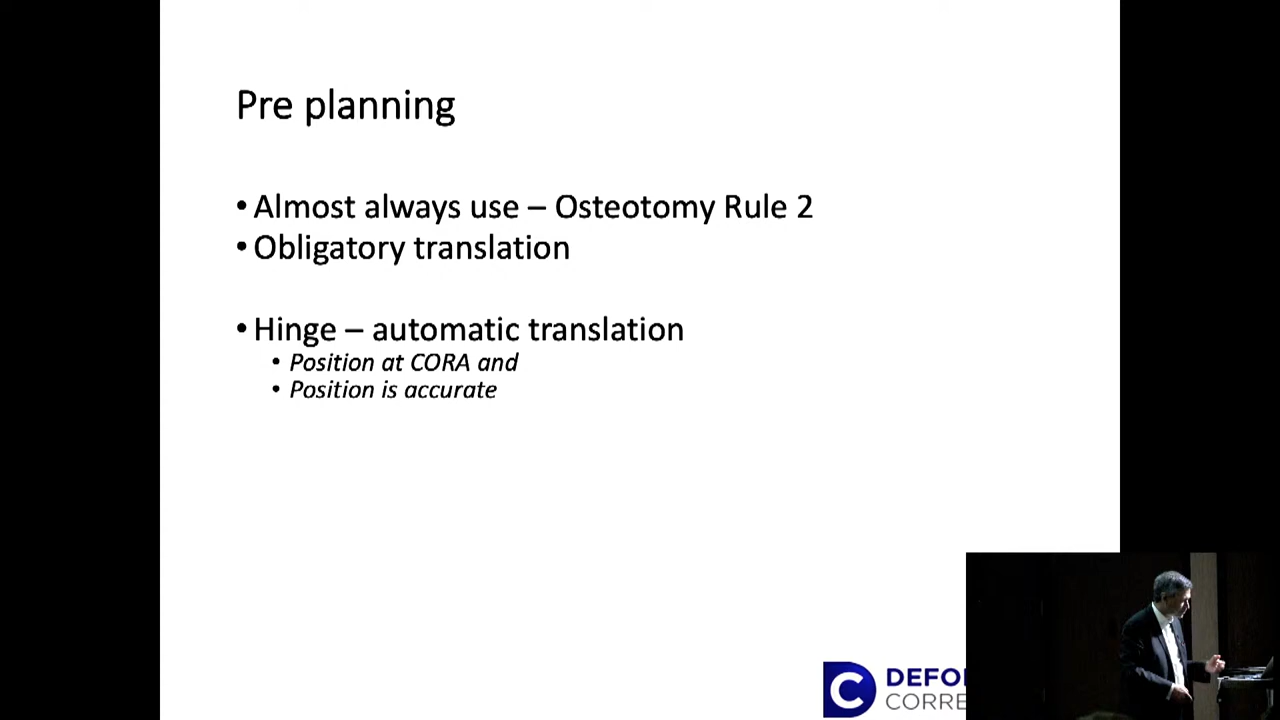 Pre planning
• Almost always use – Osteotomy Rule 2
• Obligatory translation
• Hinge – automatic translation
• Position at CORA and
• Position is accurate
C
DEFO
CORRE